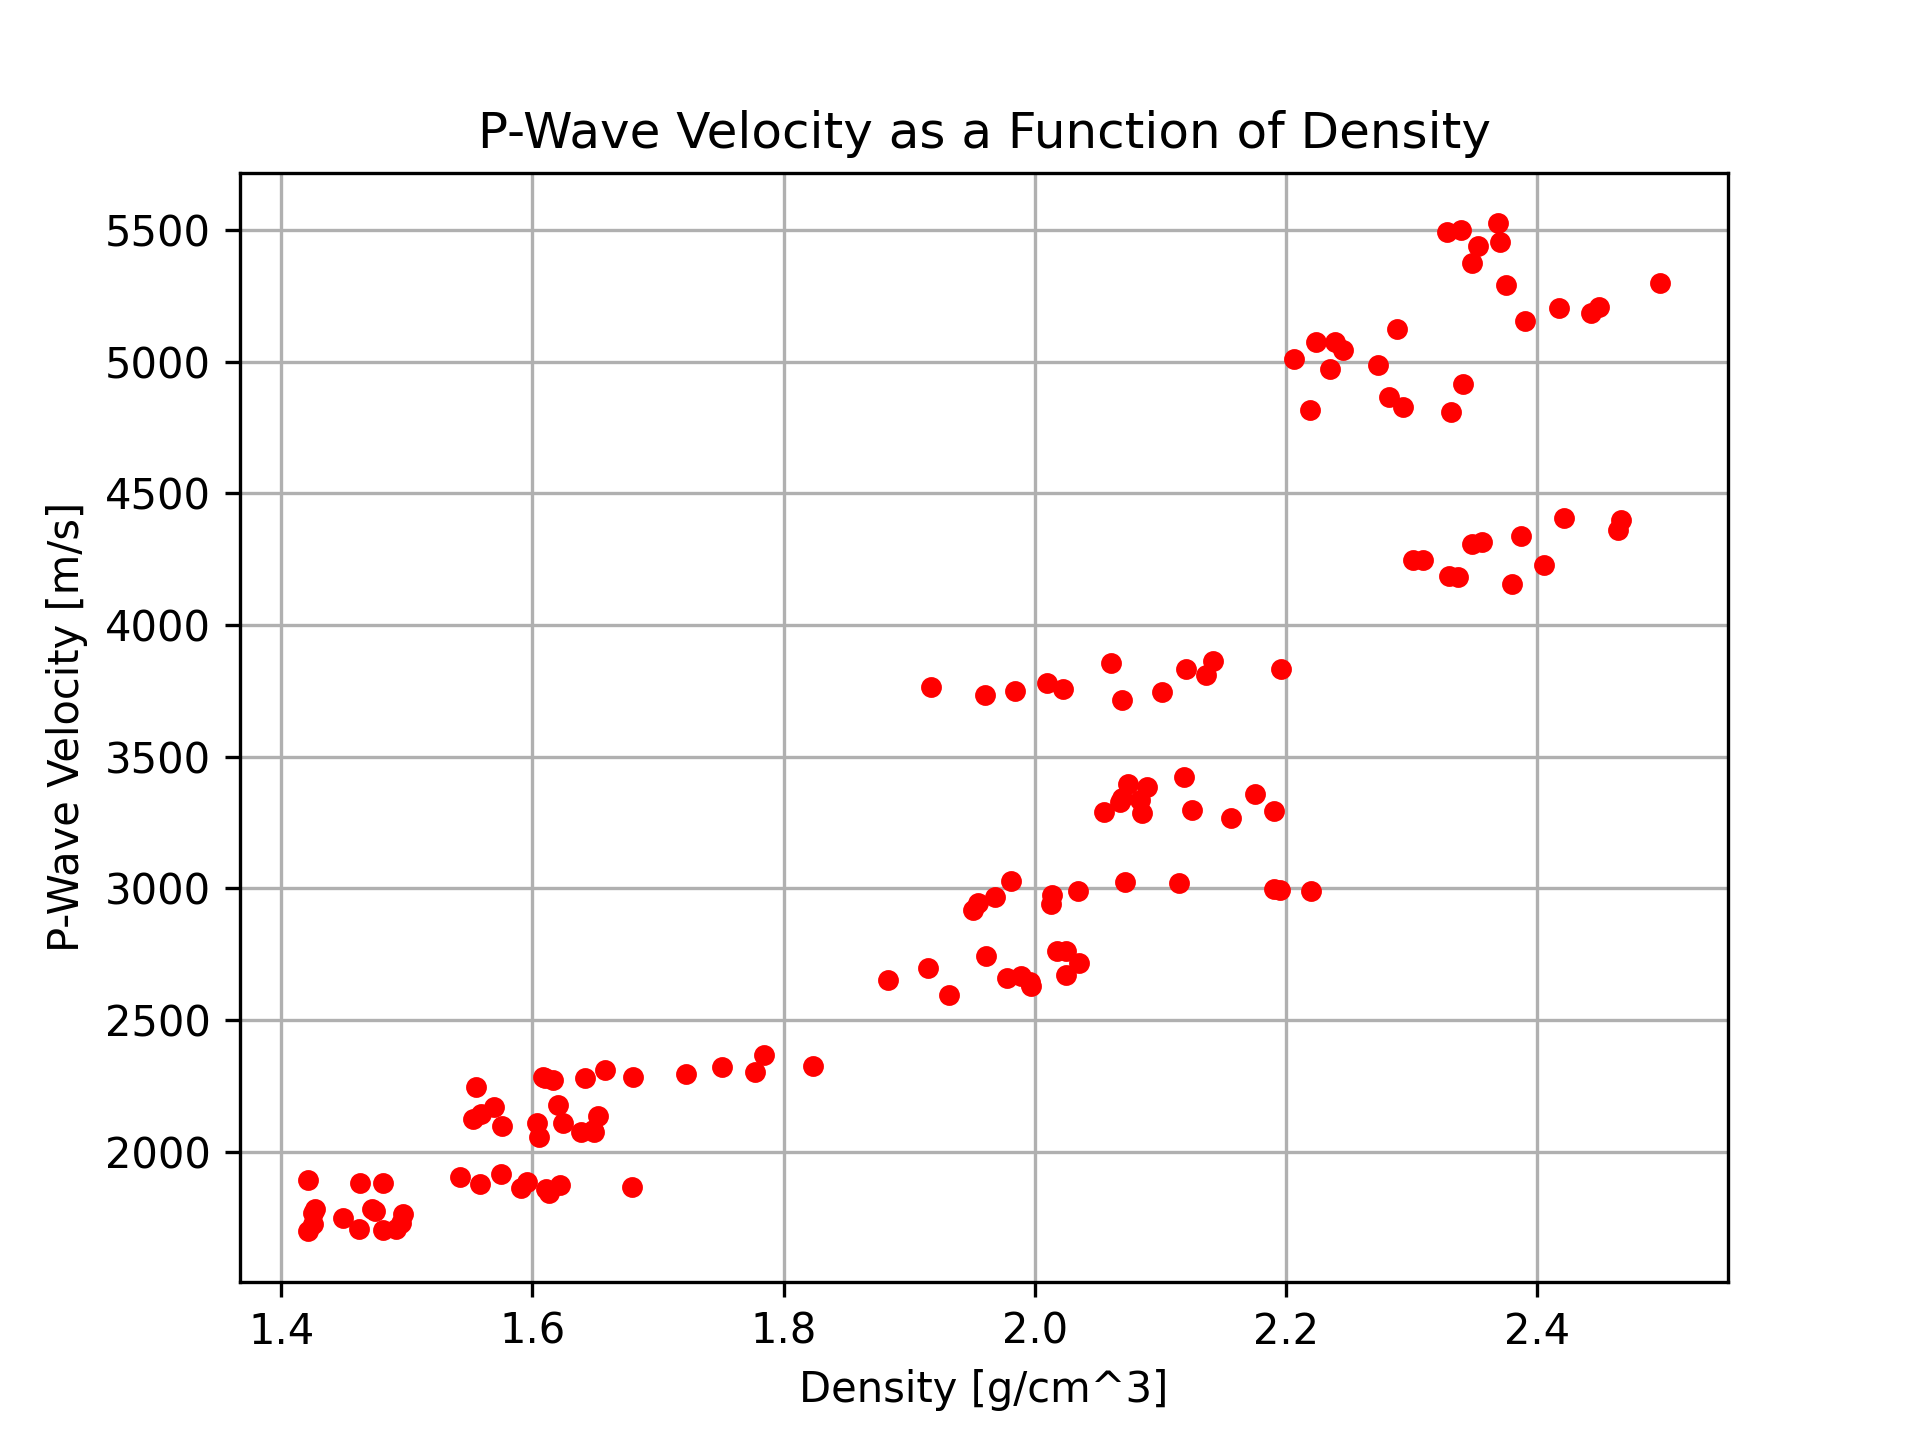 P-Wave Velocity as a Function of Density
5500
5000
4500
4000
3500
3000
2500
2000
P-Wave Velocity [m/s]
1.4 1.6 1.8 2.0 2.2 2.4
Density [g/cm^3]